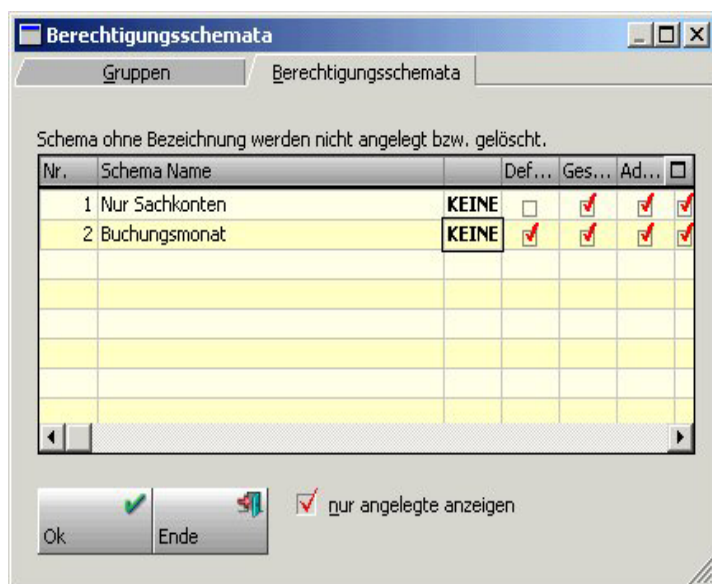 Berechtigungsschemata
Gruppen Berechtigungsschemata
Schema ohne Bezeichnung werden nicht angelegt bzw. gelöscht.
Nr. Schema Name Def... Ges... Ad...
1 Nur Sachkonten KEINE
2 Buchungsmonat KEINE
nur angelegte anzeigen
Ok Ende